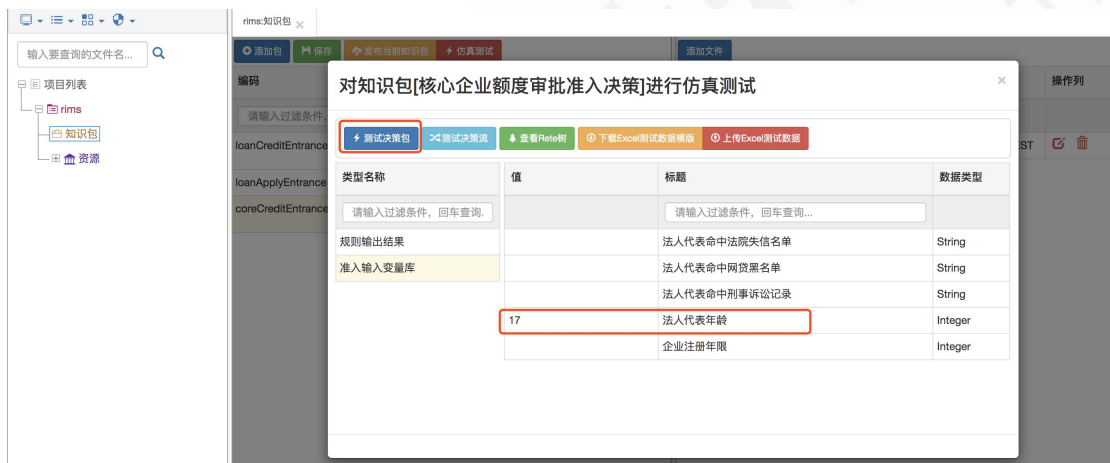 rims:知识包
输入要查询的文件名...
添加包 保存 发布当前知识包 仿真测试
添加文件
项目列表
rims
知识包
资源
编码
操作列
请输入过滤条件,
loanCreditEntrance
EST
loanApplyEntrance
coreCreditEntrance
对知识包[核心企业额度审批准入决策]进行仿真测试
测试决策包 测试决策流 查看Rete树 下载Excel测试数据模版 上传Excel测试数据
类型名称 值 标题 数据类型
请输入过滤条件，回车查询. 请输入过滤条件，回车查询...
规则输出结果 法人代表命中法院失信名单 String
准入输入变量库 法人代表命中网贷黑名单 String
法人代表命中刑事诉讼记录 String
17 法人代表年龄 Integer
企业注册年限 Integer